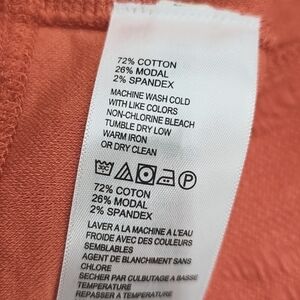 72% COTTON
26% MODAL
2% SPANDEX
MACHINE WASH COLD
WITH LIKE COLORS
NON-CHLORINE BLEACH
TUMBLE DRY LOW
WARM IRON
OR DRY CLEAN
30C P
72% COTON
26% MODAL
2% SPANDEX
LAVER A LA MACHINE A L'EAU
FROIDE AVEC DES COULEURS
SEMBLABLES
AGENT DE BLANCHIMENT SANS
CHLORE
SECHER PAR CULBUTAGE A BASSE
TEMPERATURE
REPASSER A TEMPERATURE